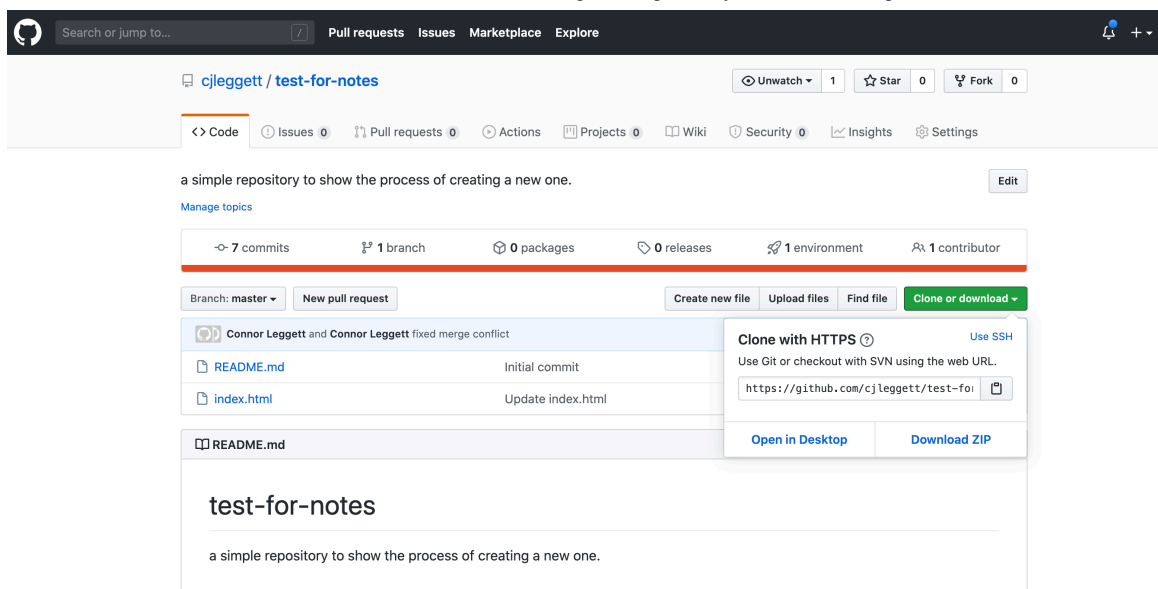 Search or jump to... / Pull requests Issues Marketplace Explore
cjleggett / test-for-notes Unwatch 1 Star 0 Fork 0
<> Code Issues 0 Pull requests 0 Actions Projects 0 Wiki Security 0 Insights Settings
a simple repository to show the process of creating a new one. Edit
Manage topics
7 commits 1 branch 0 packages 0 releases 1 environment 1 contributor
Branch: master New pull request Create new file Upload files Find file Clone or download
Connor Leggett and Connor Leggett fixed merge conflict
Clone with HTTPS ? Use SSH
README.md Initial commit
Use Git or checkout with SVN using the web URL.
https://github.com/cjleggett/test-for
index.html Update index.html
Open in Desktop Download ZIP
README.md
test-for-notes
a simple repository to show the process of creating a new one.